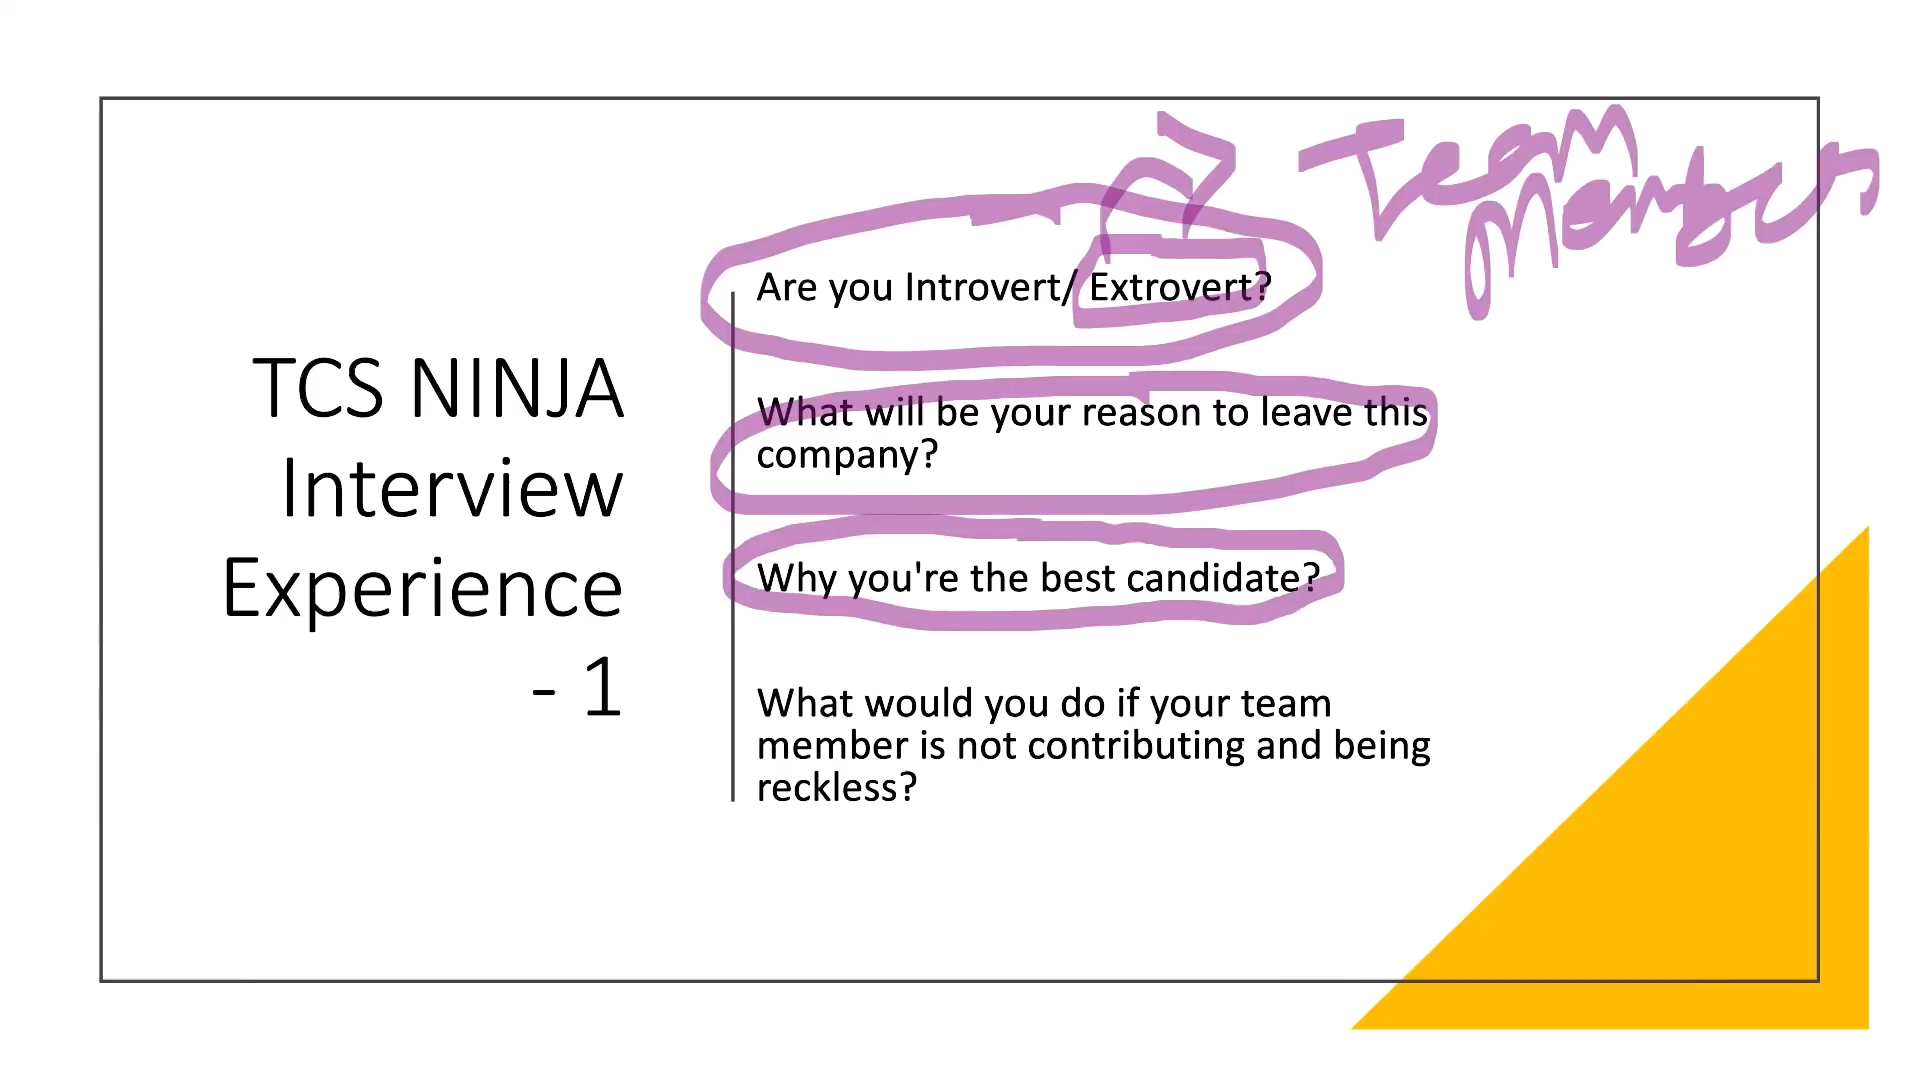 TCS NINJA
Interview
Experience
- 1
Team
Members
Are you Introvert/ Extrovert?
What will be your reason to leave this
company?
Why you're the best candidate?
What would you do if your team
member is not contributing and being
reckless?